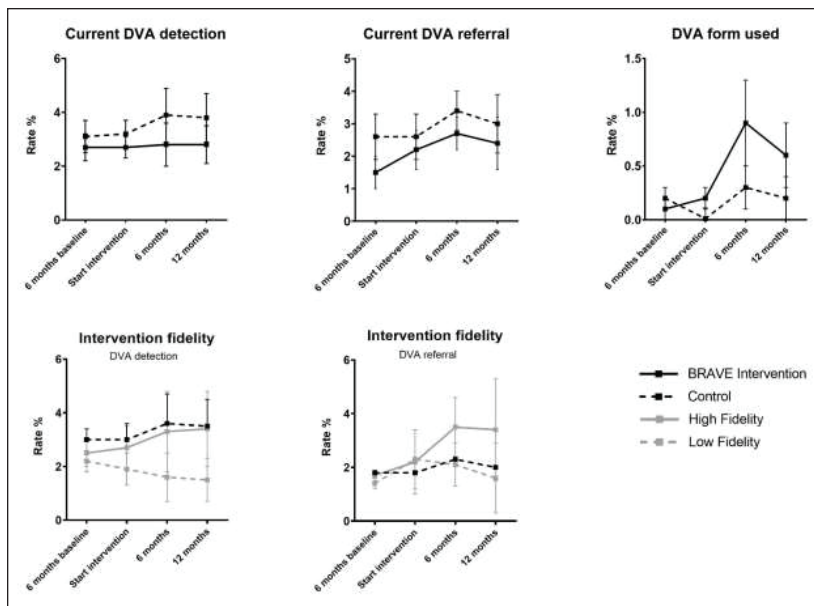 Current DVA detection
Rate %
6
4
2
0
6 months baseline
Start intervention
6 months
12 months
Current DVA referral
Rate %
5
4
3
2
1
0
6 months baseline
Start intervention
6 months
12 months
DVA form used
Rate %
1.5
1.0
0.5
0.0
6 months baseline
Start intervention
6 months
12 months
Intervention fidelity
DVA detection
Rate %
6
4
2
0
6 months baseline
Start intervention
6 months
12 months
Intervention fidelity
DVA referral
Rate %
6
4
2
0
6 months baseline
Start intervention
6 months
12 months
BRAVE Intervention
Control
High Fidelity
Low Fidelity